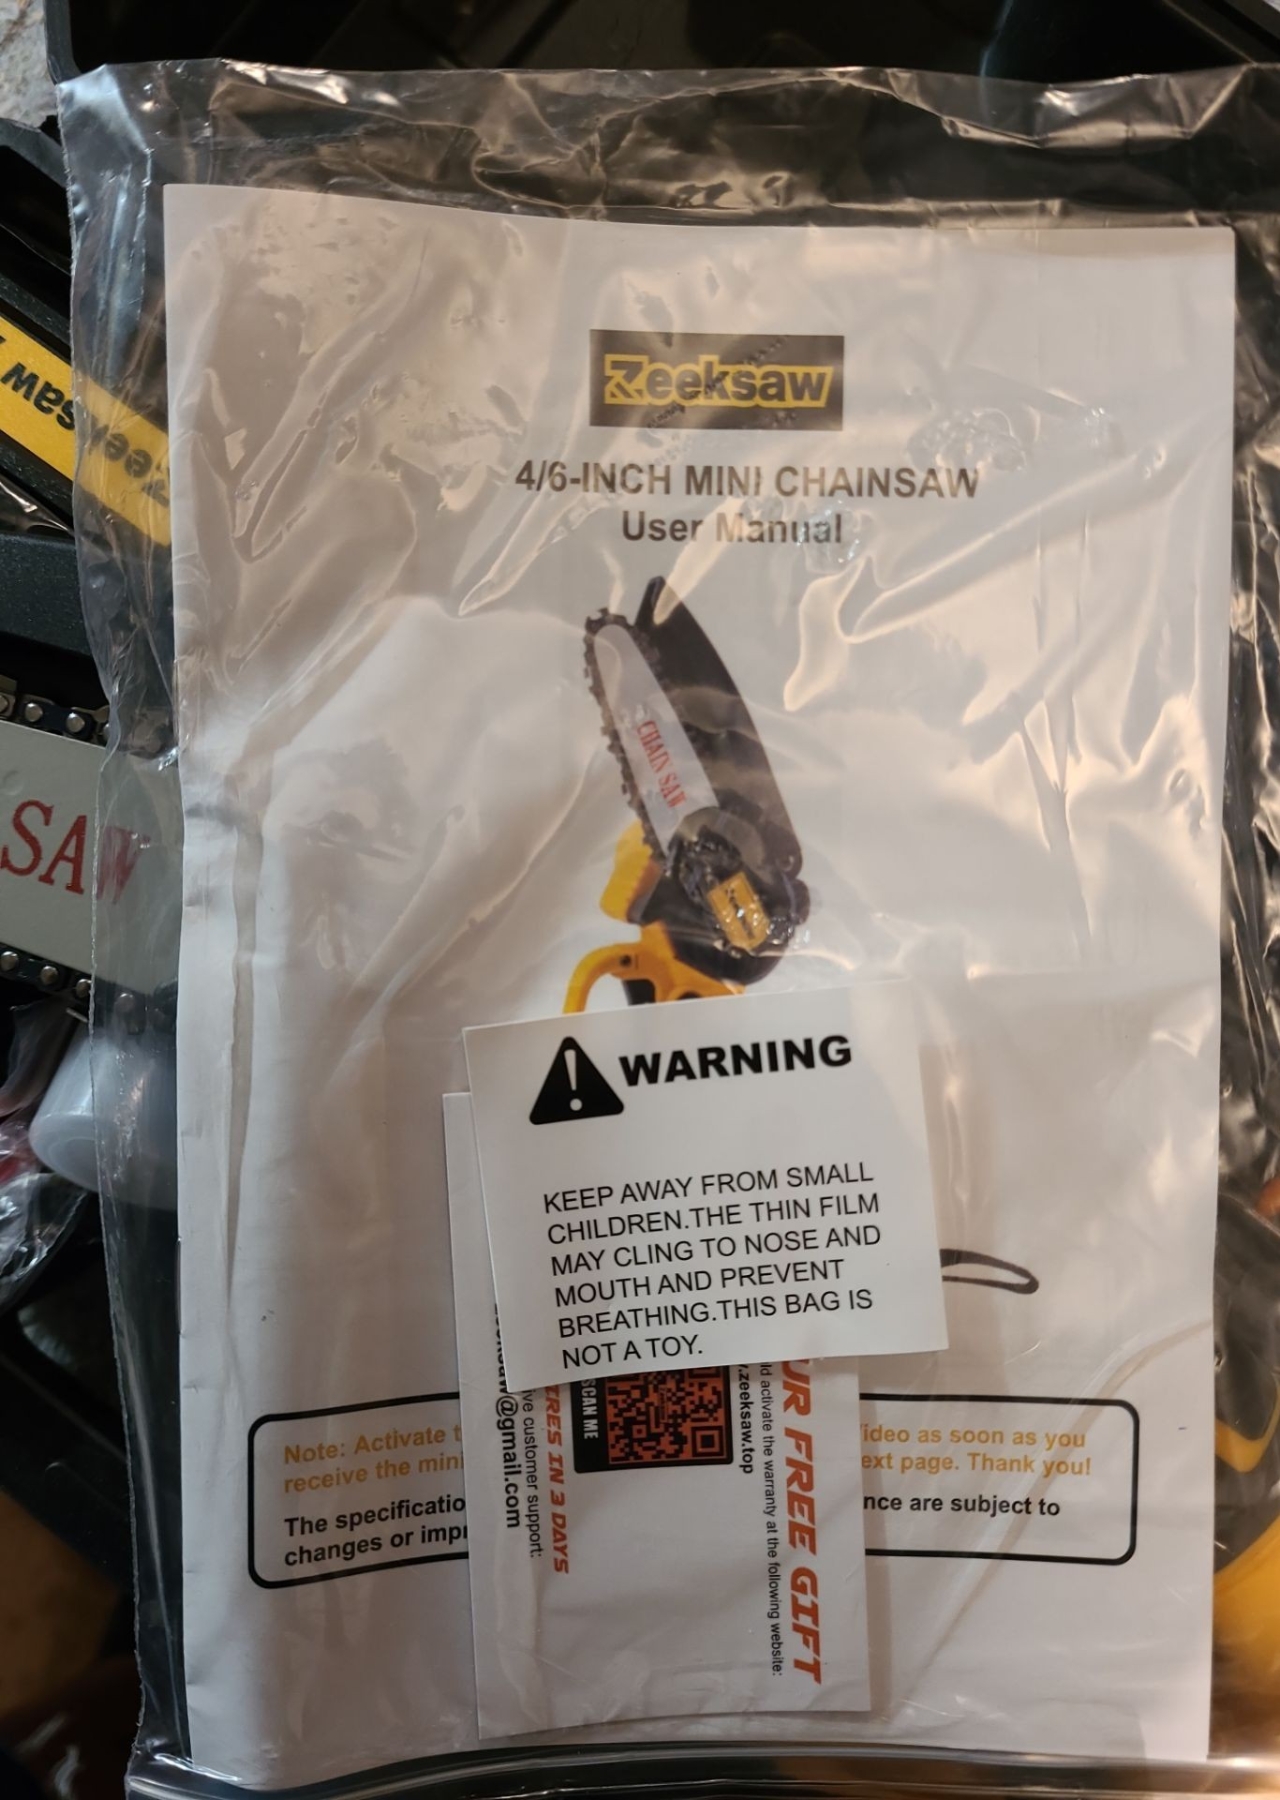 Zeeksaw
4/6-INCH MINI CHAINSAW
User Manual
Zeeksaw
CHAIN SAW
SAW
WARNING
KEEP AWAY FROM SMALL
CHILDREN.THE THIN FILM
MAY CLING TO NOSE AND
MOUTH AND PREVENT
BREATHING.THIS BAG IS
NOT A TOY.
UR FREE GIFT
ld activate the warranty at the following website:
.zeeksaw.top
SCAN ME
IRES IN 3 DAYS
ive customer support:
@gmail.com
Note: Activate t
ideo as soon as you
receive the mini
ext page. Thank you!
The specificatio
nce are subject to
changes or impr